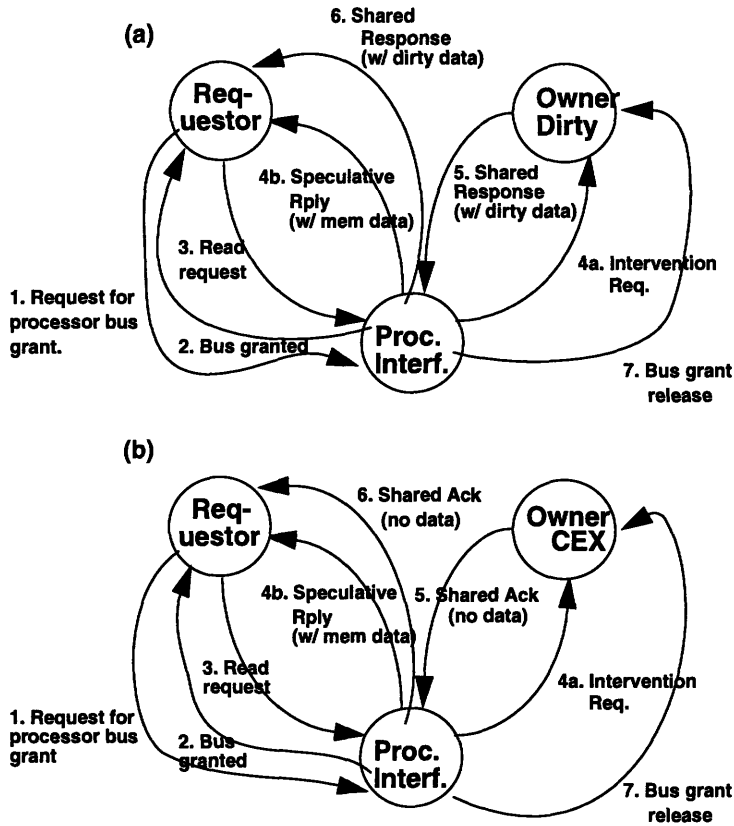 (a)
6. Shared
Response
(w/ dirty data)
Req-
uestor
Owner
Dirty
4b. Speculative
Rply
(w/ mem data)
5. Shared
Response
(w/ dirty data)
3. Read
request
4a. Intervention
Req.
1. Request for
processor bus
grant.
2. Bus granted
Proc.
Interf.
7. Bus grant
release
(b)
6. Shared Ack
(no data)
Req-
uestor
Owner
CEX
4b. Speculative
Rply
(w/ mem data)
5. Shared Ack
(no data)
3. Read
request
4a. Intervention
Req.
1. Request for
processor bus
grant
2. Bus
granted
Proc.
Interf.
7. Bus grant
release